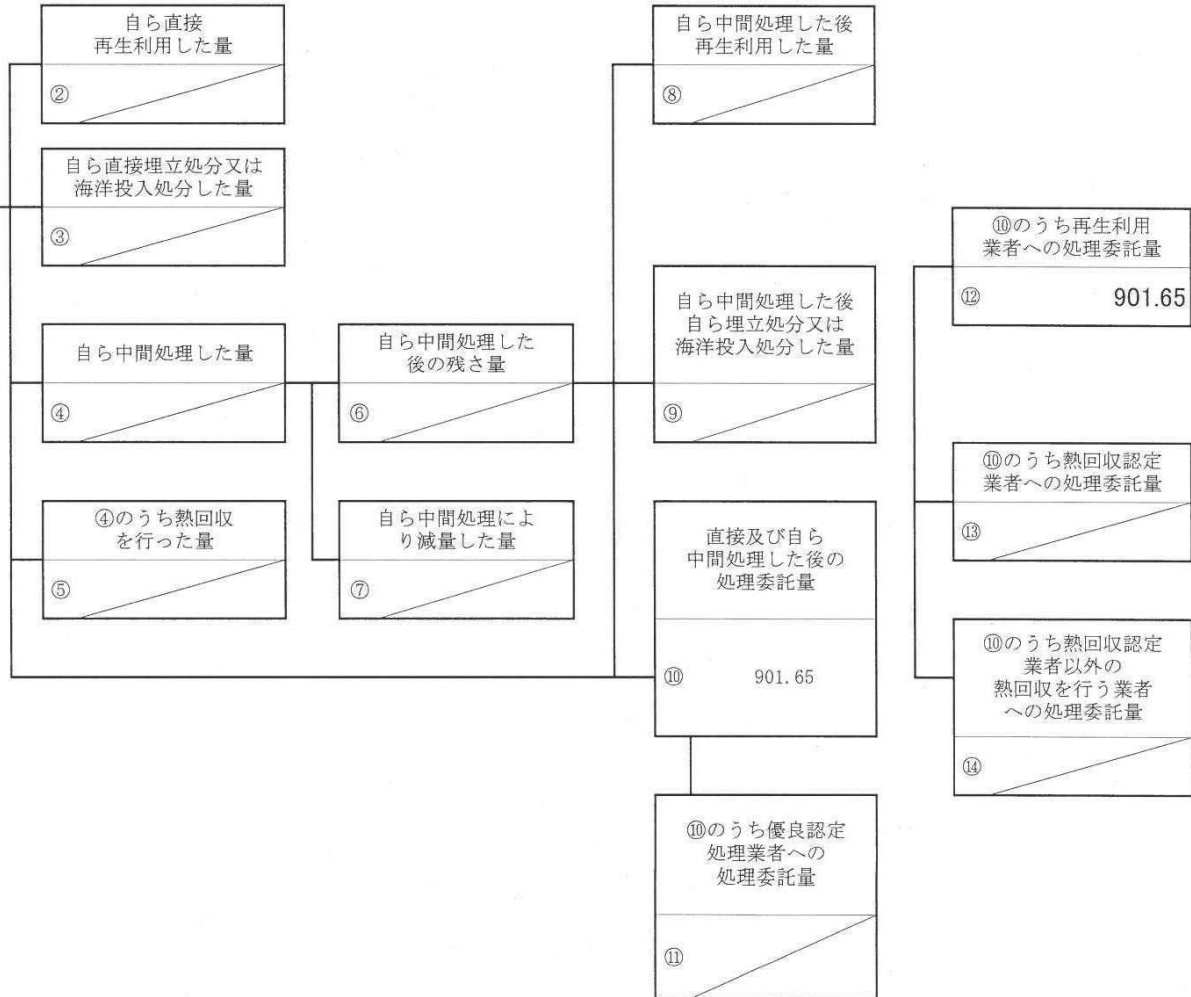 自ら直接
再生利用した量
②
自ら直接埋立処分又は
海洋投入処分した量
③
自ら中間処理した量
④
④のうち熱回収
を行った量
⑤
自ら中間処理した
後の残さ量
⑥
自ら中間処理によ
り減量した量
⑦
自ら中間処理した後
再生利用した量
⑧
自ら中間処理した後
自ら埋立処分又は
海洋投入処分した量
⑨
直接及び自ら
中間処理した後の
処理委託量
⑩ 901.65
⑩のうち優良認定
処理業者への
処理委託量
⑪
⑩のうち再生利用
業者への処理委託量
⑫ 901.65
⑩のうち熱回収認定
業者への処理委託量
⑬
⑩のうち熱回収認定
業者以外の
熱回収を行う業者
への処理委託量
⑭